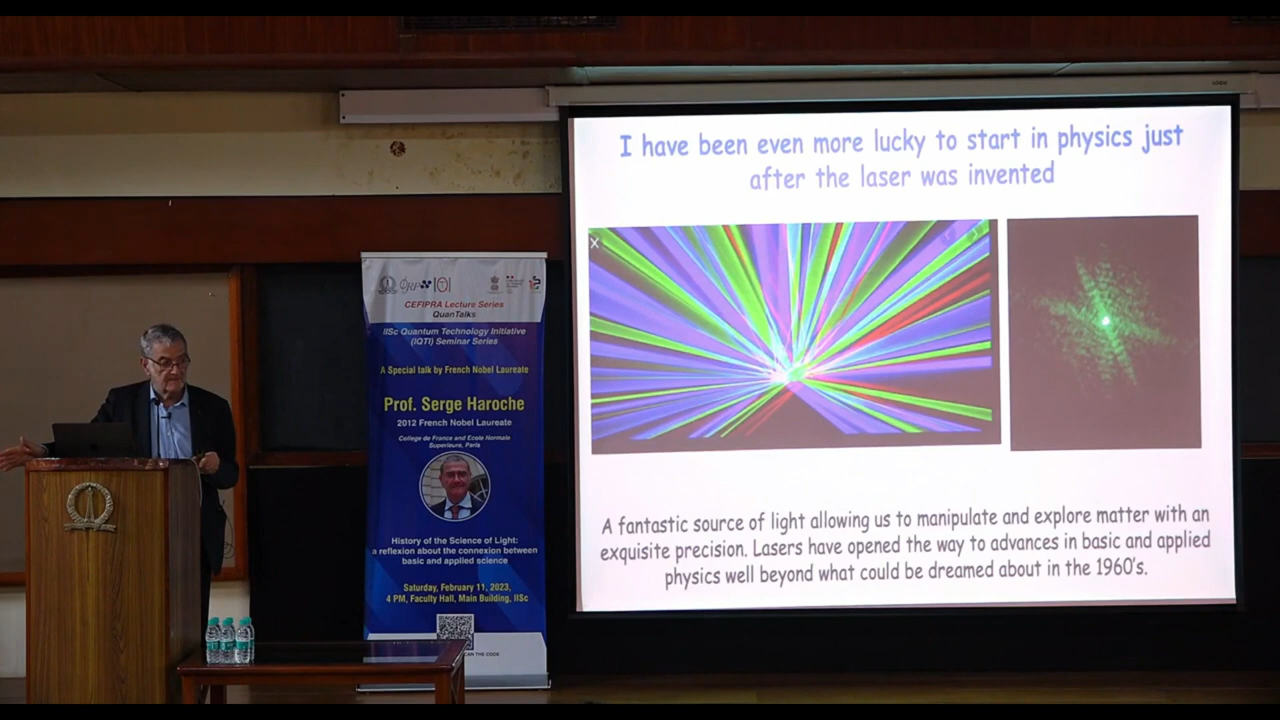 CEFIPRA Lecture Series
QuanTalks
IISc Quantum Technology Initiative
(IQTI) Seminar Series
A Special talk by French Nobel Laureate
Prof. Serge Haroche
2012 French Nobel Laureate
College de France and Ecole Normale
Superieure, Paris
History of the Science of Light:
a reflexion about the connexion between
basic and applied science
Saturday, February 11, 2023,
4 PM, Faculty Hall, Main Building, IISc
CAN THE CODE
I have been even more lucky to start in physics just
after the laser was invented
X
A fantastic source of light allowing us to manipulate and explore matter with an
exquisite precision. Lasers have opened the way to advances in basic and applied
physics well beyond what could be dreamed about in the 1960's.